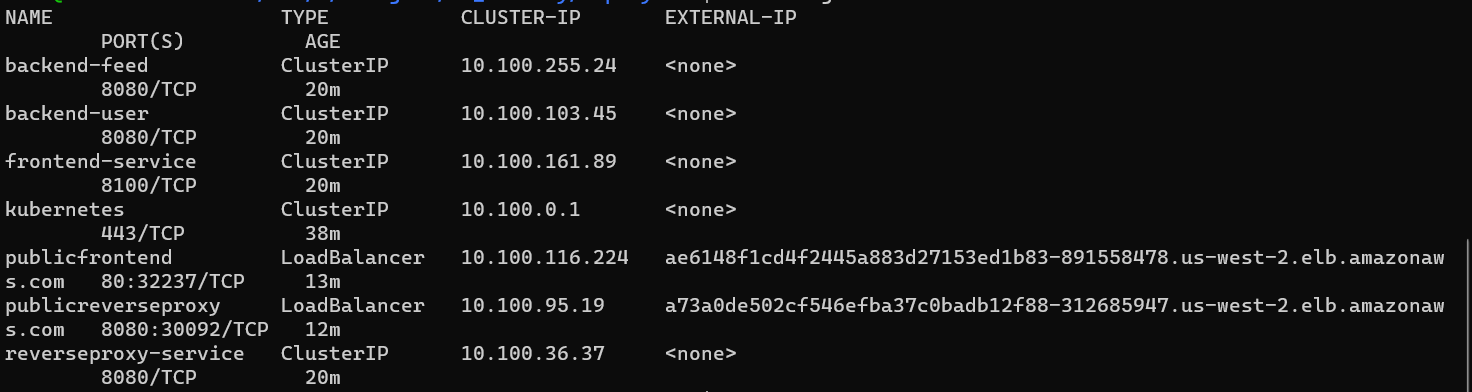 NAME TYPE CLUSTER-IP EXTERNAL-IP
PORT(S) AGE
backend-feed ClusterIP 10.100.255.24 <none>
8080/TCP 20m
backend-user ClusterIP 10.100.103.45 <none>
8080/TCP 20m
frontend-service ClusterIP 10.100.161.89 <none>
8100/TCP 20m
kubernetes ClusterIP 10.100.0.1 <none>
443/TCP 38m
publicfrontend LoadBalancer 10.100.116.224 ae6148f1cd4f2445a883d27153ed1b83-891558478.us-west-2.elb.amazonaw
s.com 80:32237/TCP 13m
publicreverseproxy LoadBalancer 10.100.95.19 a73a0de502cf546efba37c0badb12f88-312685947.us-west-2.elb.amazonaw
s.com 8080:30092/TCP 12m
reverseproxy-service ClusterIP 10.100.36.37 <none>
8080/TCP 20m